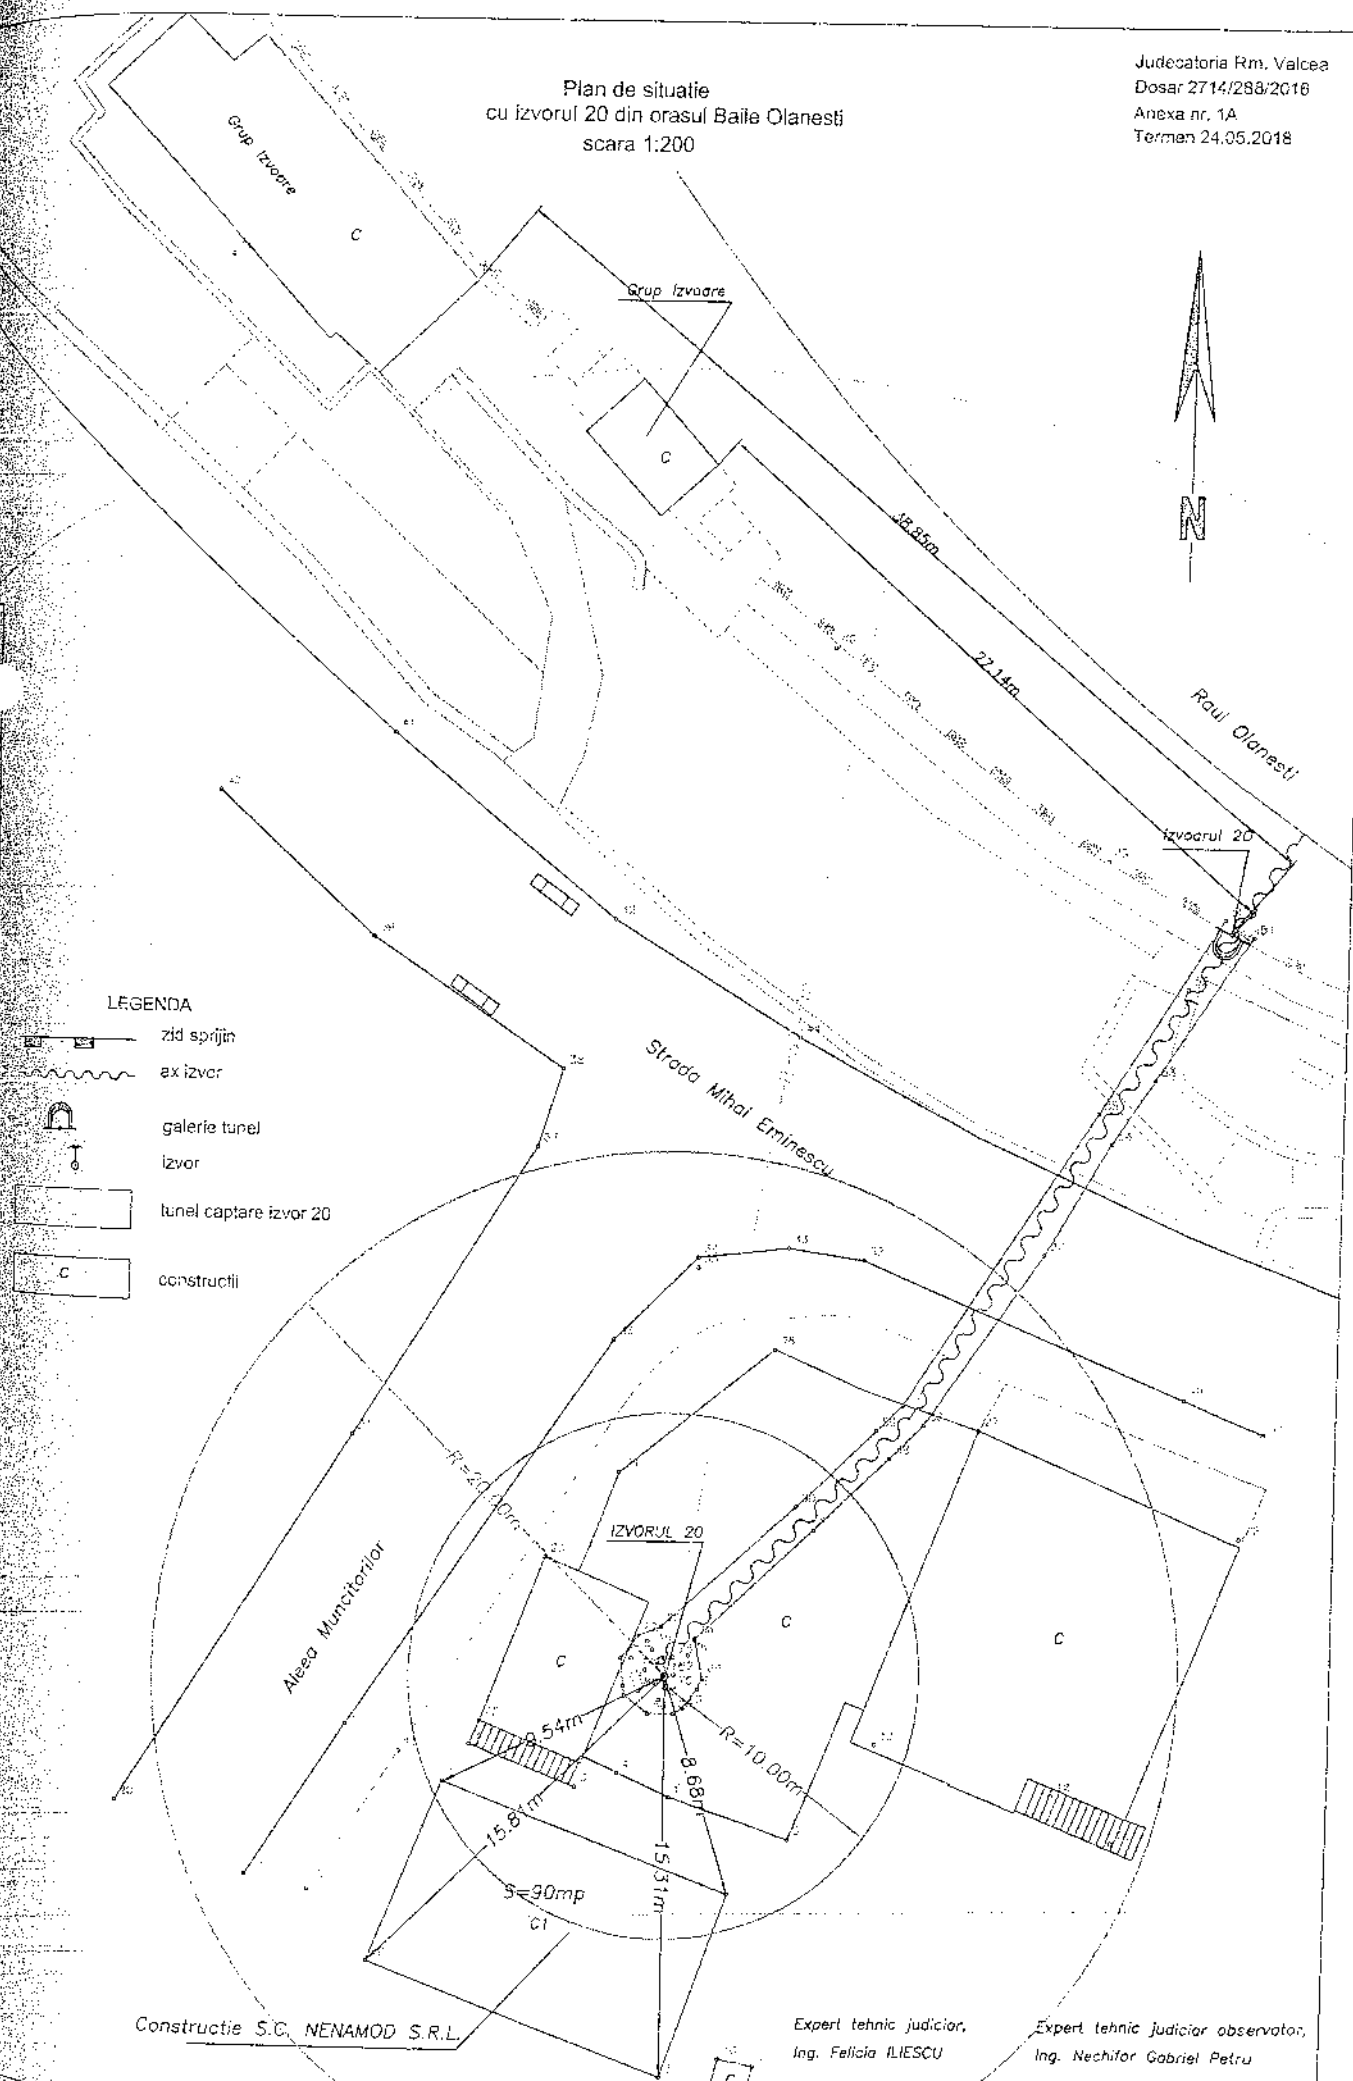 Judecatoria Rm. Valcea
Dosar 2714/288/2016
Anexa nr. 1A
Termen 24.05.2018
Plan de situatie
cu izvorul 20 din orasul Baile Olanesti
scara 1:200
Grup Izvoare
C
Grup Izvoare
C
N
48.85m
22.14m
Raul Olanesti
Izvoarul 20
LEGENDA
zid sprijin
ax izvor
galerie tunel
izvor
tunel captare izvor 20
C
constructii
Strada Mihai Eminescu
R=20.00m
IZVORUL 20
Aleea Muncitorilor
C
C
C
9.54m
R=10.00m
8.68m
15.81m
15.31m
S=90mp
C1
Constructie S.C. NENAMOD S.R.L.
Expert tehnic judiciar,
Ing. Felicia ILIESCU
Expert tehnic judiciar observator,
Ing. Nechifor Gabriel Petru
C